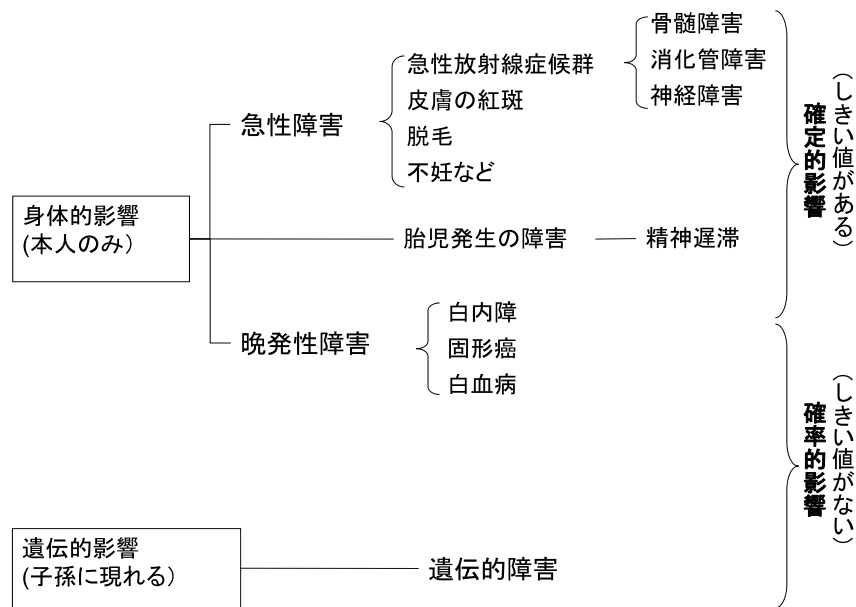 身体的影響
(本人のみ)
急性障害
急性放射線症候群
皮膚の紅斑
脱毛
不妊など
骨髄障害
消化管障害
神経障害
胎児発生の障害
精神遅滞
晩発性障害
白内障
固形癌
白血病
確定的影響
(しきい値がある)
遺伝的影響
(子孫に現れる)
遺伝的障害
確率的影響
(しきい値がない)